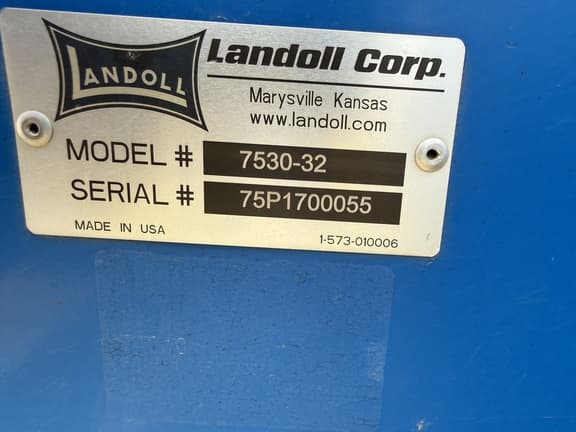 LANDOLL
Landoll Corp.
Marysville Kansas
www.landoll.com
MODEL # 7530-32
SERIAL # 75P1700055
MADE IN USA
1-573-010006